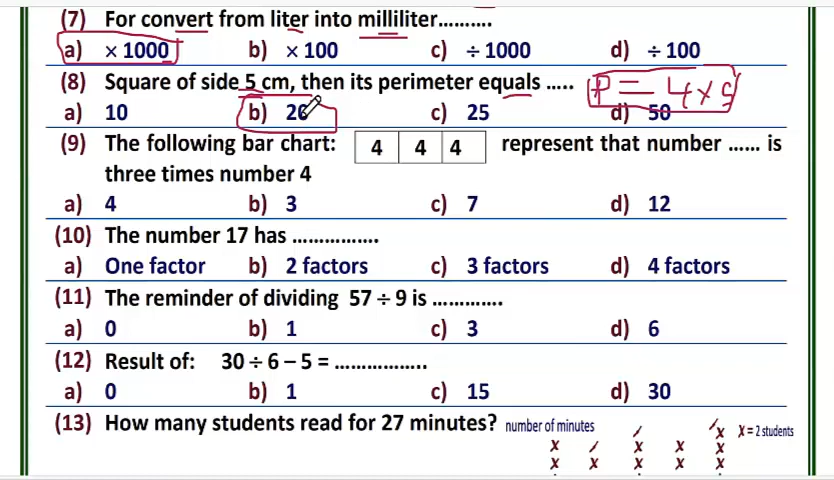 (7) For convert from liter into milliliter..........
a) × 1000 b) × 100 c) ÷ 1000 d) ÷ 100
(8) Square of side 5 cm, then its perimeter equals ..... P = 4 × S
a) 10 b) 20 c) 25 d) 50
(9) The following bar chart: 4 4 4 represent that number ...... is
three times number 4
a) 4 b) 3 c) 7 d) 12
(10) The number 17 has ................
a) One factor b) 2 factors c) 3 factors d) 4 factors
(11) The reminder of dividing 57 ÷ 9 is .............
a) 0 b) 1 c) 3 d) 6
(12) Result of: 30 ÷ 6 – 5 = .................
a) 0 b) 1 c) 15 d) 30
(13) How many students read for 27 minutes? number of minutes X = 2 students
/ / X
X / X X X
X X X X X